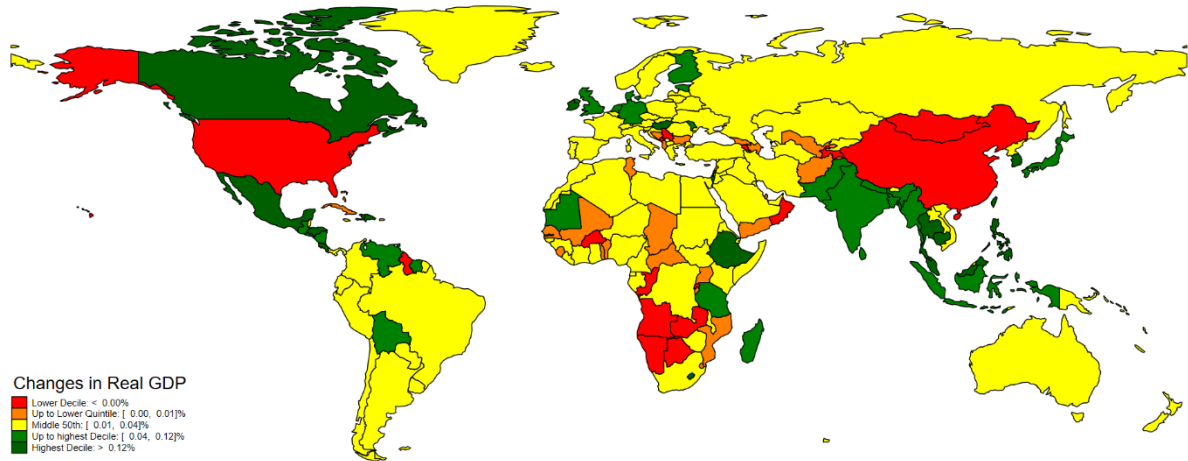 Changes in Real GDP
Lower Decile: < 0.00%
Up to Lower Quintile: [ 0.00, 0.01]%
Middle 50th: [ 0.01, 0.04]%
Up to highest Decile: [ 0.04, 0.12]%
Highest Decile: > 0.12%